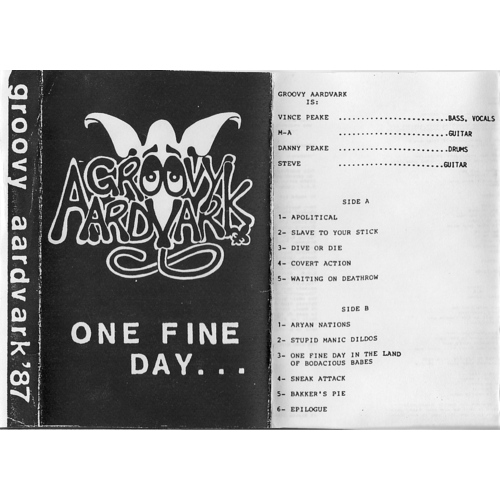 groovy aardvark '87
GROOVY
AARDVARK
ONE FINE
DAY...
GROOVY AARDVARK
IS:
VINCE PEAKE ........................BASS, VOCALS
M-A ........................GUITAR
DANNY PEAKE ........................DRUMS
STEVE ........................GUITAR
SIDE A
1- APOLITICAL
2- SLAVE TO YOUR STICK
3- DIVE OR DIE
4- COVERT ACTION
5- WAITING ON DEATHROW
SIDE B
1- ARYAN NATIONS
2- STUPID MANIC DILDOS
3- ONE FINE DAY IN THE LAND
OF BODACIOUS BABES
4- SNEAK ATTACK
5- BAKKER'S PIE
6- EPILOGUE